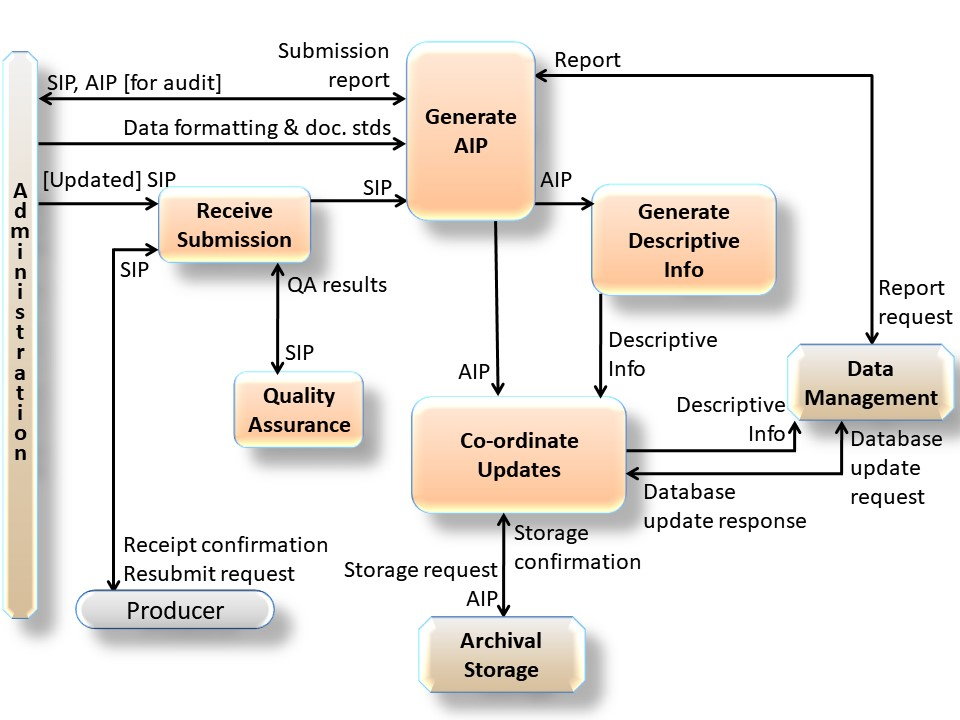 Submission
report
SIP, AIP [for audit]
Data formatting & doc. stds
[Updated] SIP
Administration
Receive
Submission
SIP
SIP
QA results
SIP
Quality
Assurance
Receipt confirmation
Resubmit request
Producer
Generate
AIP
Report
AIP
Generate
Descriptive
Info
Report
request
Descriptive
Info
AIP
Data
Management
Descriptive
Info
Co-ordinate
Updates
Database
update
request
Database
update response
Storage
confirmation
Storage request
AIP
Archival
Storage